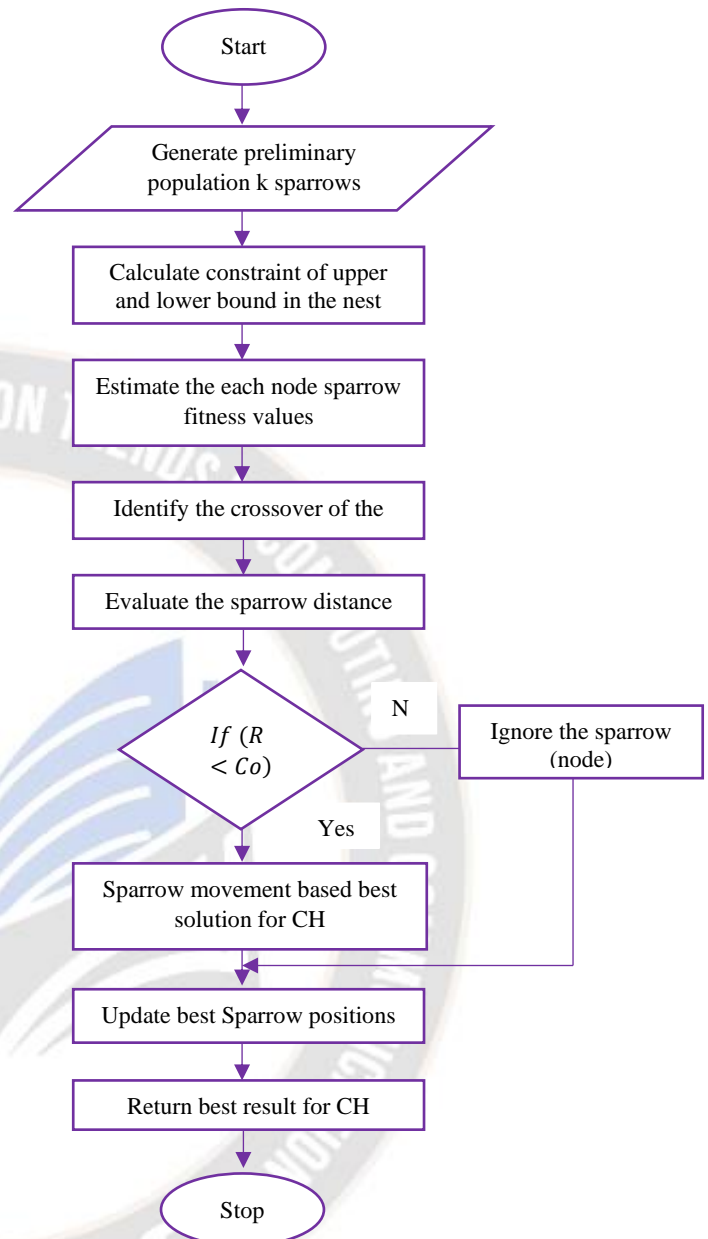 Start
Generate preliminary
population k sparrows
Calculate constraint of upper
and lower bound in the nest
Estimate the each node sparrow
fitness values
Identify the crossover of the
Evaluate the sparrow distance
If (R
< Co)
N
Ignore the sparrow
(node)
Yes
Sparrow movement based best
solution for CH
Update best Sparrow positions
Return best result for CH
Stop